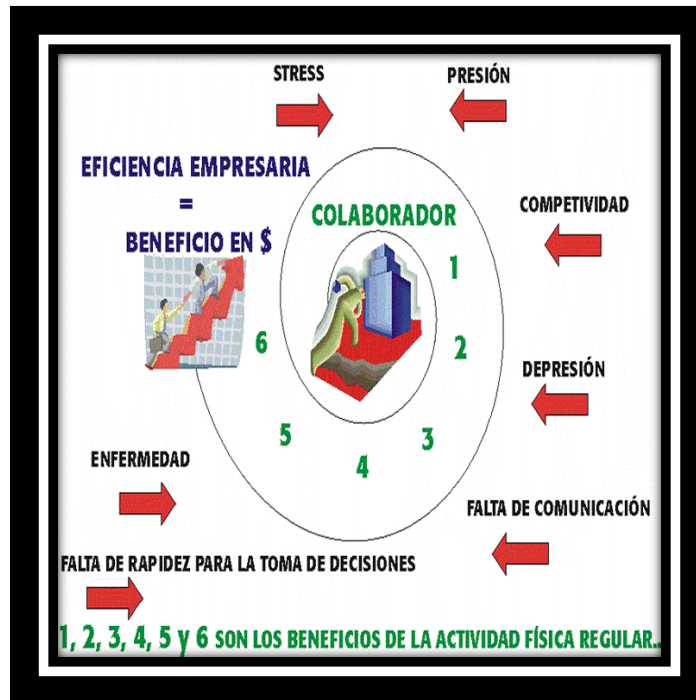 STRESS
PRESIÓN
EFICIENCIA EMPRESARIA
=
BENEFICIO EN $
COLABORADOR
COMPETIVIDAD
1
2
3
4
5
6
DEPRESIÓN
ENFERMEDAD
FALTA DE COMUNICACIÓN
FALTA DE RAPIDEZ PARA LA TOMA DE DECISIONES
1, 2, 3, 4, 5 y 6 SON LOS BENEFICIOS DE LA ACTIVIDAD FÍSICA REGULAR..